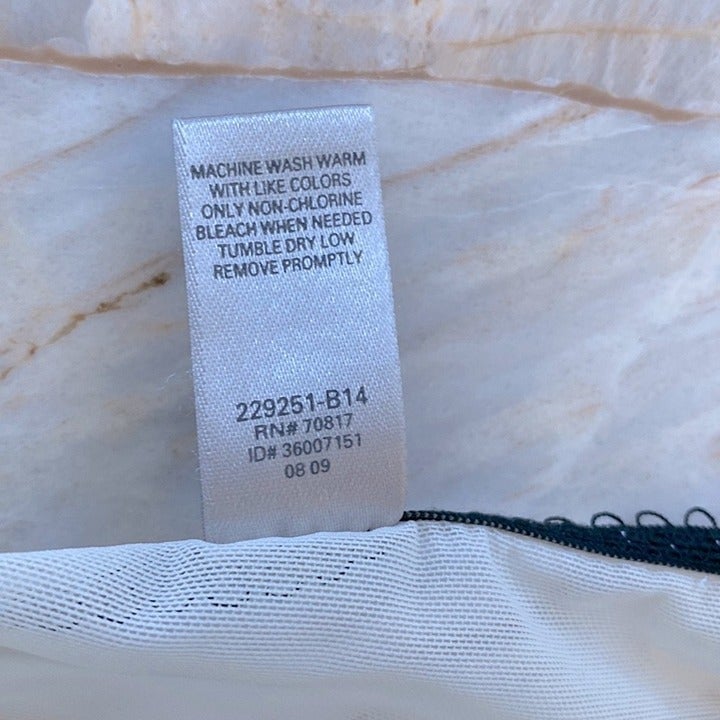 MACHINE WASH WARM
WITH LIKE COLORS
ONLY NON-CHLORINE
BLEACH WHEN NEEDED
TUMBLE DRY LOW
REMOVE PROMPTLY
229251-B14
RN# 70817
ID# 36007151
08 09